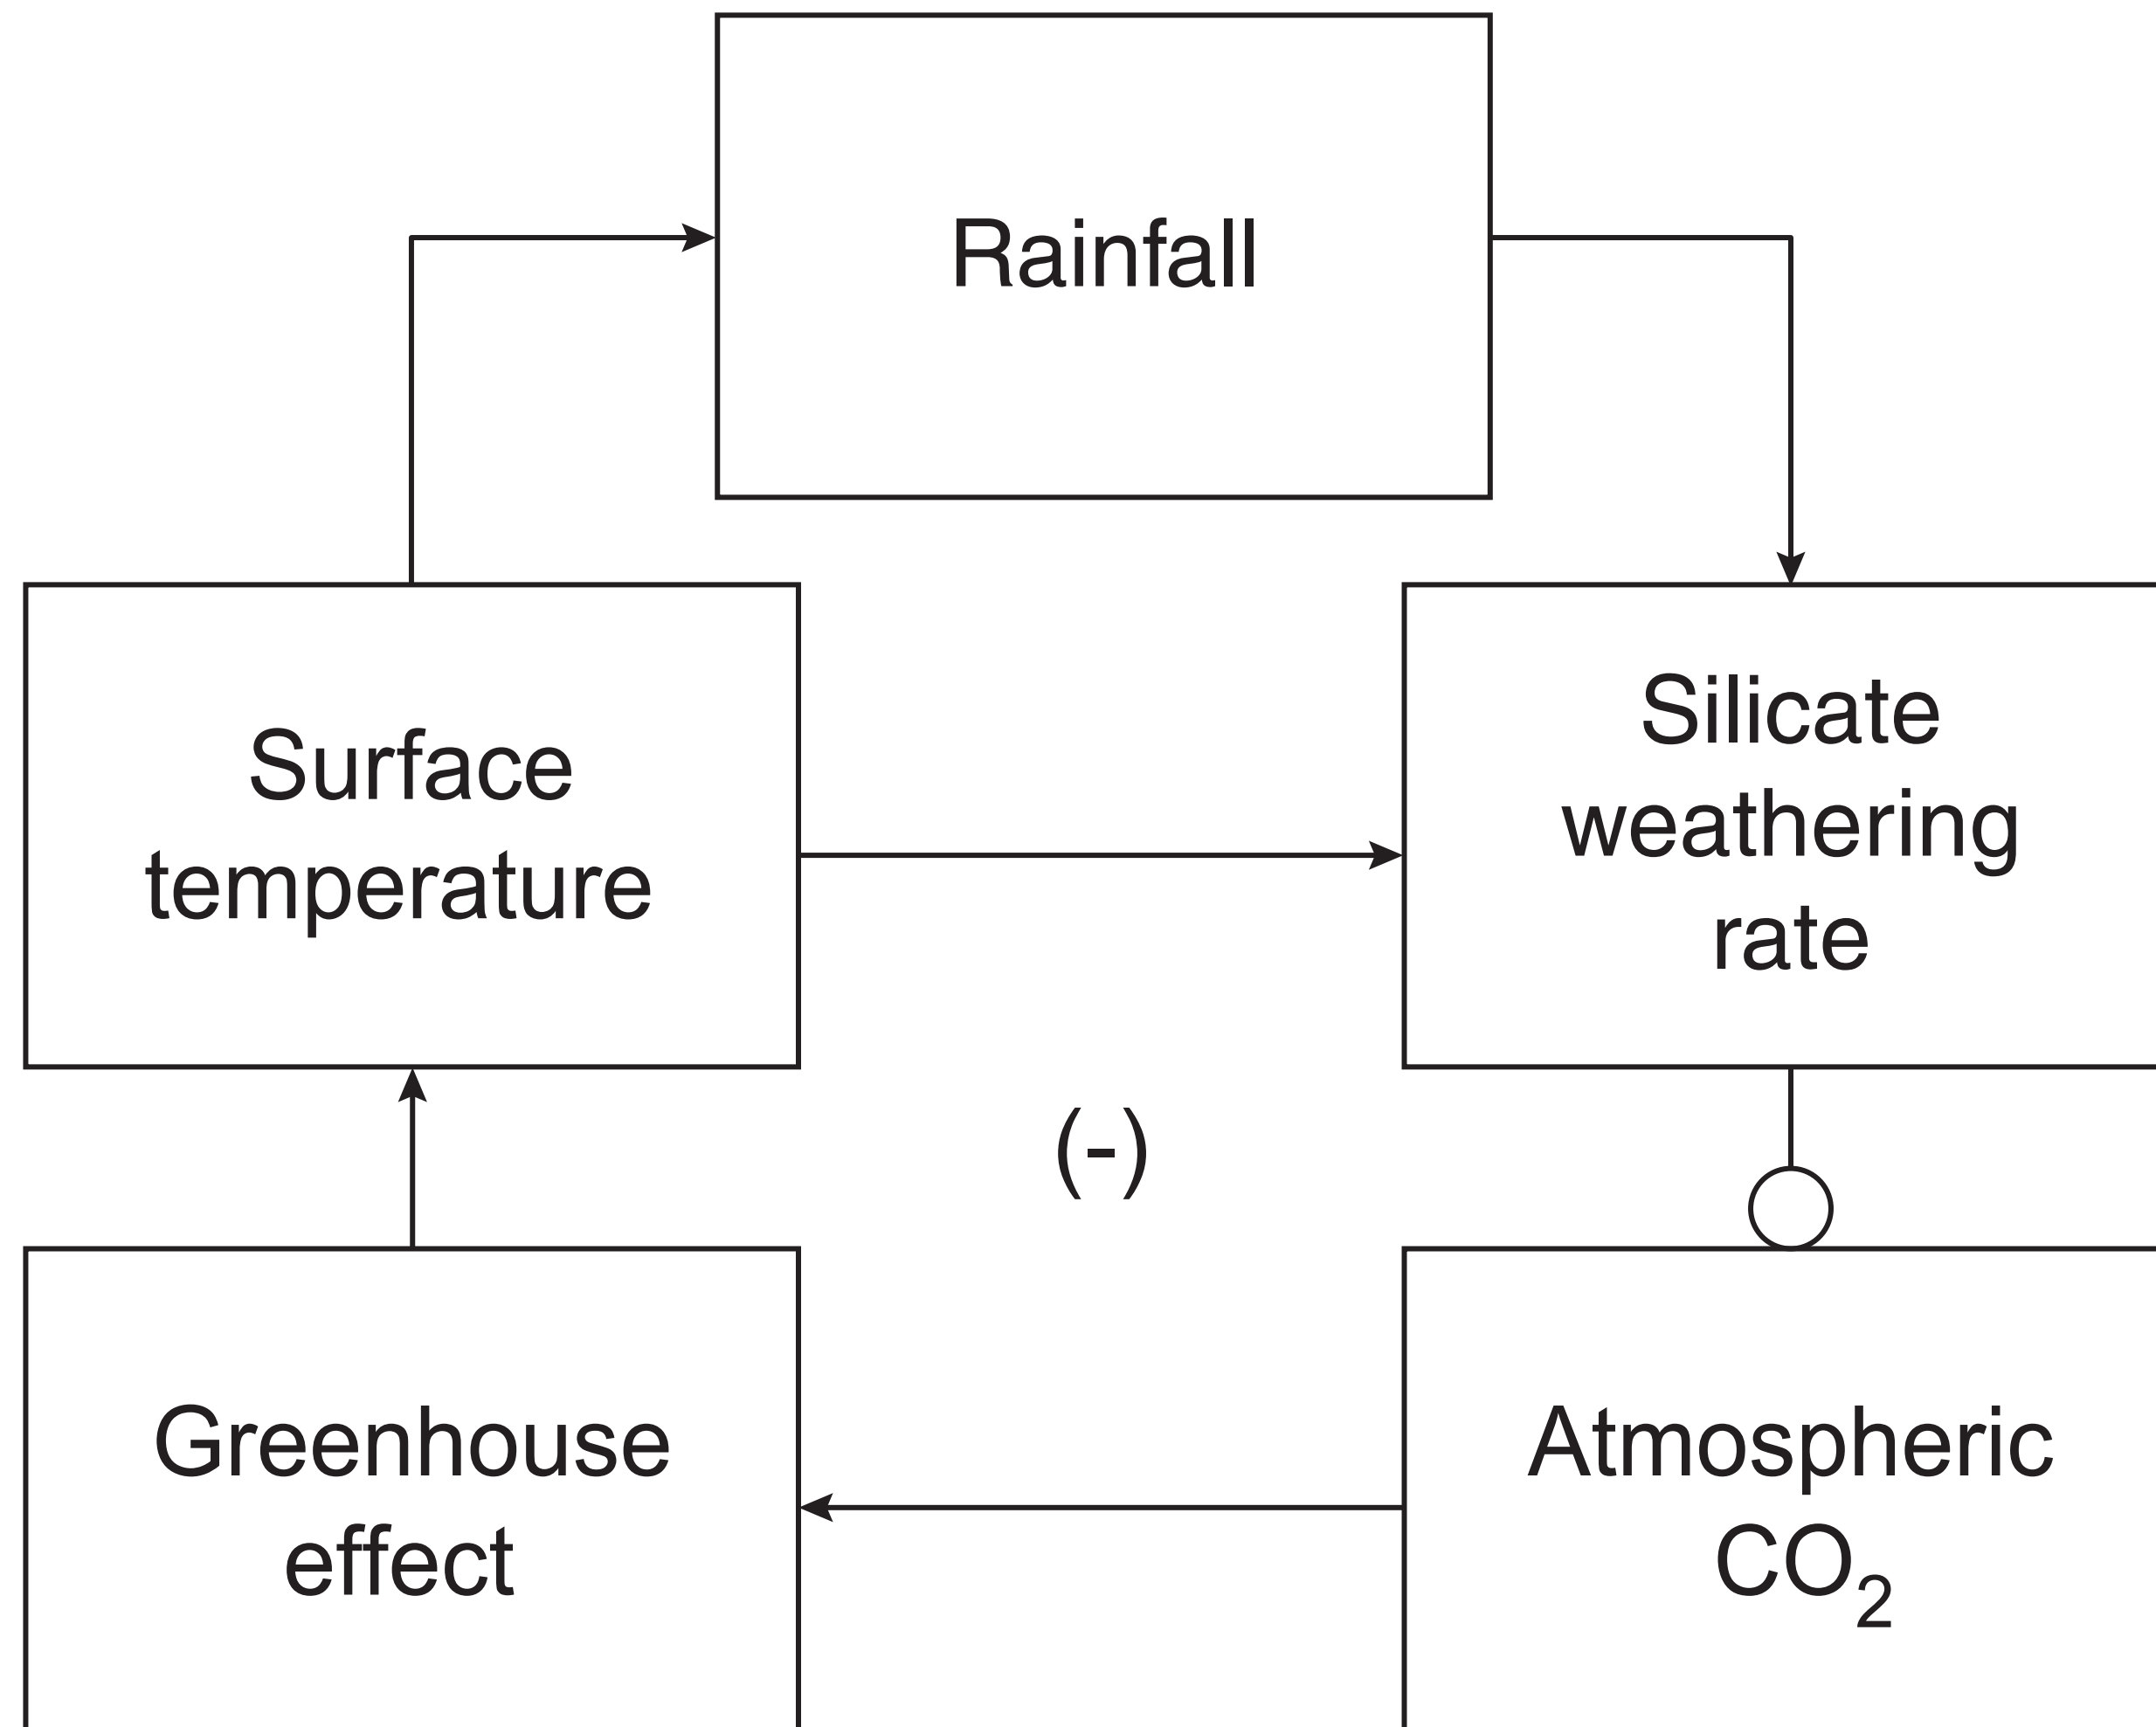 Rainfall
Surface
temperature
Silicate
weathering
rate
(-)
Greenhouse
effect
Atmospheric
CO₂